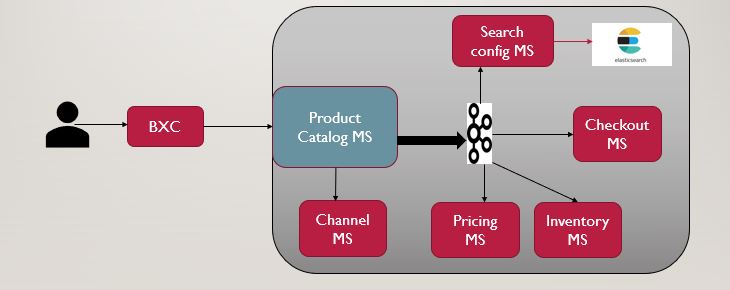 Search
config MS
elasticsearch
BXC
Product
Catalog MS
Checkout
MS
Channel
MS
Pricing
MS
Inventory
MS